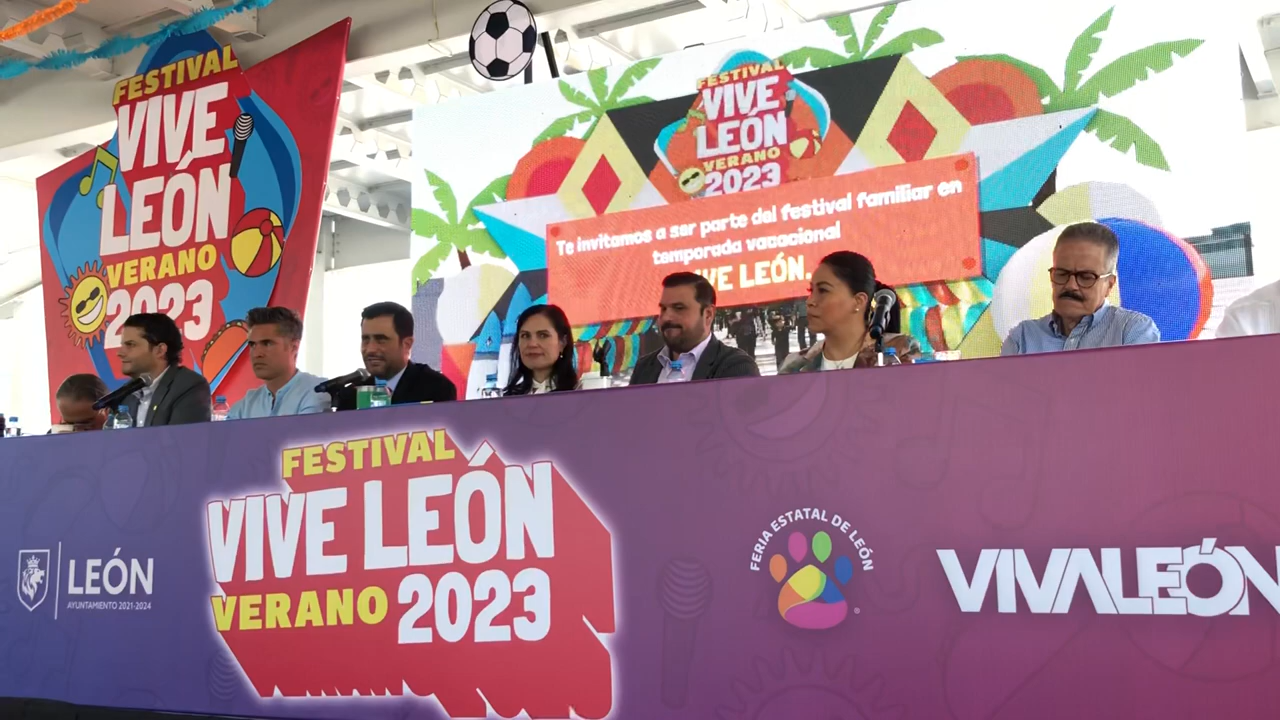 FESTIVAL
VIVE
LEÓN
VERANO
2023
FESTIVAL
VIVE
LEÓN
VERANO
2023
Te invitamos a ser parte del festival familiar en
temporada vacacional
VIVE LEÓN.
FESTIVAL
VIVE LEÓN
VERANO 2023
LEÓN
AYUNTAMIENTO 2021-2024
FERIA ESTATAL DE LEÓN
®
VIVALEÓN